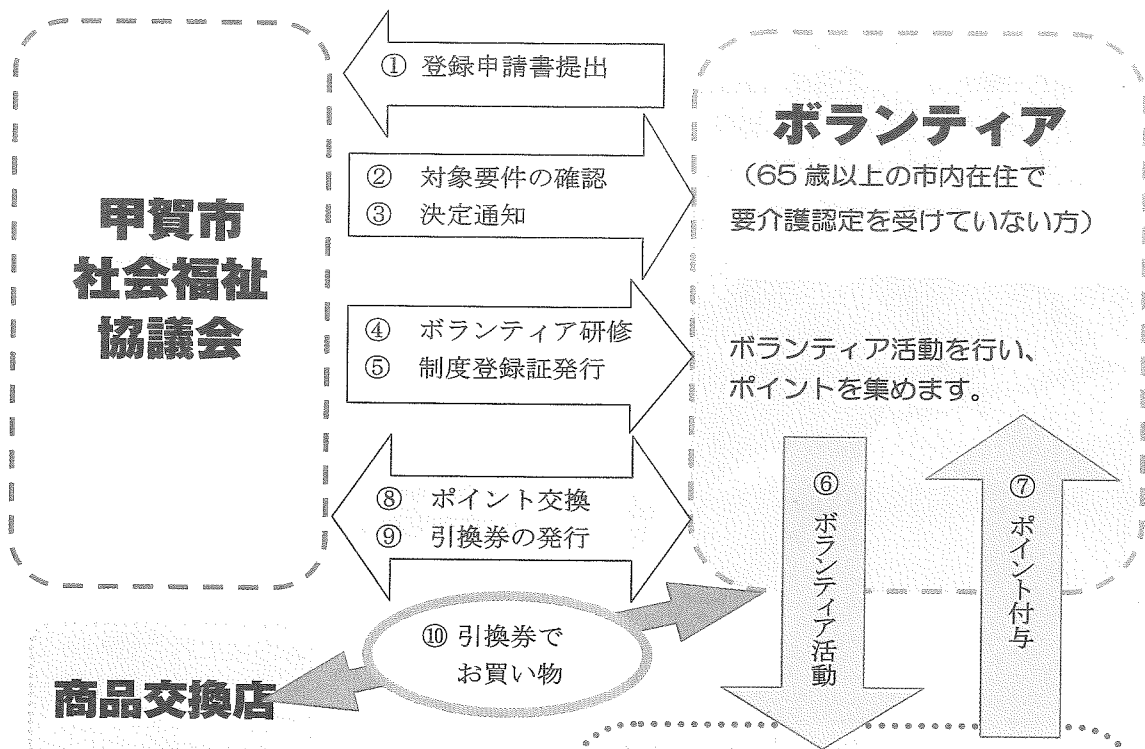 ① 登録申請書提出
② 対象要件の確認
③ 決定通知
甲賀市
社会福祉
協議会
④ ボランティア研修
⑤ 制度登録証発行
⑧ ポイント交換
⑨ 引換券の発行
ボランティア
（65 歳以上の市内在住で
要介護認定を受けていない方）
ボランティア活動を行い、
ポイントを集めます。
⑥ ボランティア活動
⑦ ポイント付与
⑩ 引換券で
お買い物
商品交換店